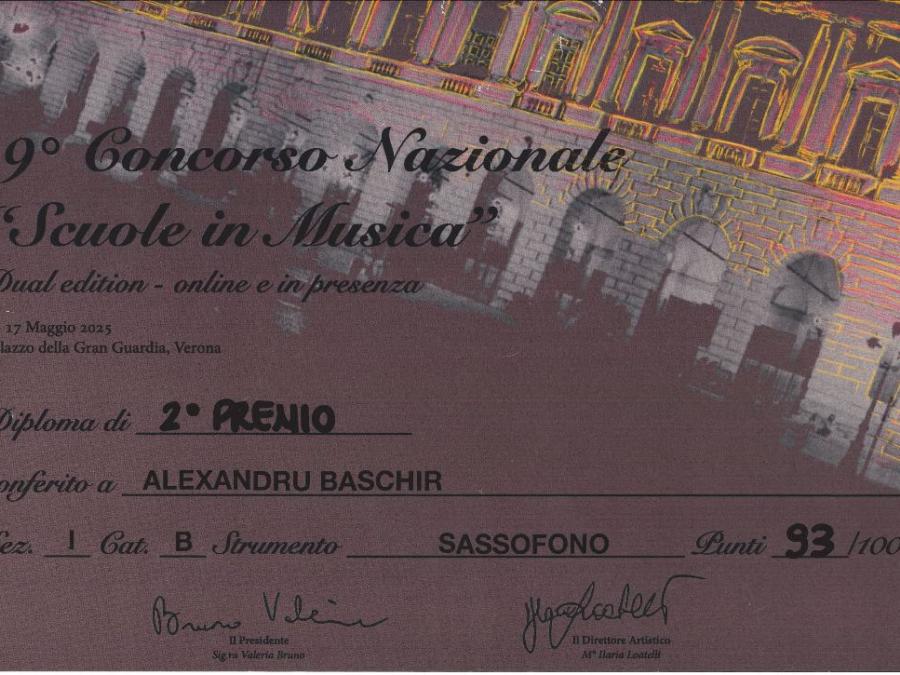 9° Concorso Nazionale
“Scuole in Musica”
Dual edition - online e in presenza
17 Maggio 2025
lazzo della Gran Guardia, Verona
Diploma di 2° PREMIO
onferito a ALEXANDRU BASCHIR
Sez. I Cat. B Strumento SASSOFONO Punti 93 /100
Il Presidente
Sig.ra Valeria Bruno
Il Direttore Artistico
M° Ilaria Loatelli